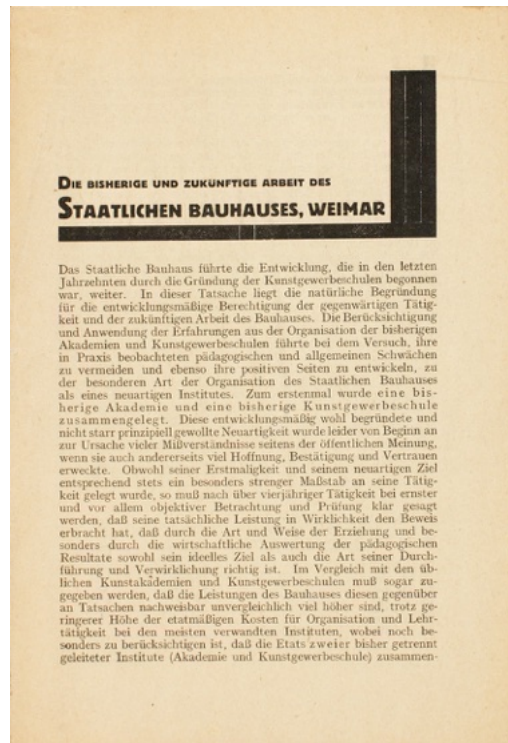 DIE BISHERIGE UND ZUKÜNFTIGE ARBEIT DES
STAATLICHEN BAUHAUSES, WEIMAR
Das Staatliche Bauhaus führte die Entwicklung, die in den letzten
Jahrzehnten durch die Gründung der Kunstgewerbeschulen begonnen
war, weiter. In dieser Tatsache liegt die natürliche Begründung
für die entwicklungsmäßige Berechtigung der gegenwärtigen Tätig-
keit und der zukünftigen Arbeit des Bauhauses. Die Berücksichtigung
und Anwendung der Erfahrungen aus der Organisation der bisherigen
Akademien und Kunstgewerbeschulen führte bei dem Versuch, ihre
in Praxis beobachteten pädagogischen und allgemeinen Schwächen
zu vermeiden und ebenso ihre positiven Seiten zu entwickeln, zu
der besonderen Art der Organisation des Staatlichen Bauhauses
als eines neuartigen Institutes. Zum erstenmal wurde eine bis-
herige Akademie und eine bisherige Kunstgewerbeschule
zusammengelegt. Diese entwicklungsmäßig wohl begründete und
nicht starr prinzipiell gewollte Neuartigkeit wurde leider von Beginn an
zur Ursache vieler Mißverständnisse seitens der öffentlichen Meinung,
wenn sie auch andererseits viel Hoffnung, Bestätigung und Vertrauen
erweckte. Obwohl seiner Erstmaligkeit und seinem neuartigen Ziel
entsprechend stets ein besonders strenger Maßstab an seine Tätig-
keit gelegt wurde, so muß nach über vierjähriger Tätigkeit bei ernster
und vor allem objektiver Betrachtung und Prüfung klar gesagt
werden, daß seine tatsächliche Leistung in Wirklichkeit den Beweis
erbracht hat, daß durch die Art und Weise der Erziehung und be-
sonders durch die wirtschaftliche Auswertung der pädagogischen
Resultate sowohl sein ideelles Ziel als auch die Art seiner Durch-
führung und Verwirklichung richtig ist. Im Vergleich mit den üb-
lichen Kunstakademien und Kunstgewerbeschulen muß sogar zu-
gegeben werden, daß die Leistungen des Bauhauses diesen gegenüber
an Tatsachen nachweisbar unvergleichlich viel höher sind, trotz ge-
ringerer Höhe der etatmäßigen Kosten für Organisation und Lehr-
tätigkeit bei den meisten verwandten Instituten, wobei noch be-
sonders zu berücksichtigen ist, daß die Etats zweier bisher getrennt
geleiteter Institute (Akademie und Kunstgewerbeschule) zusammen-